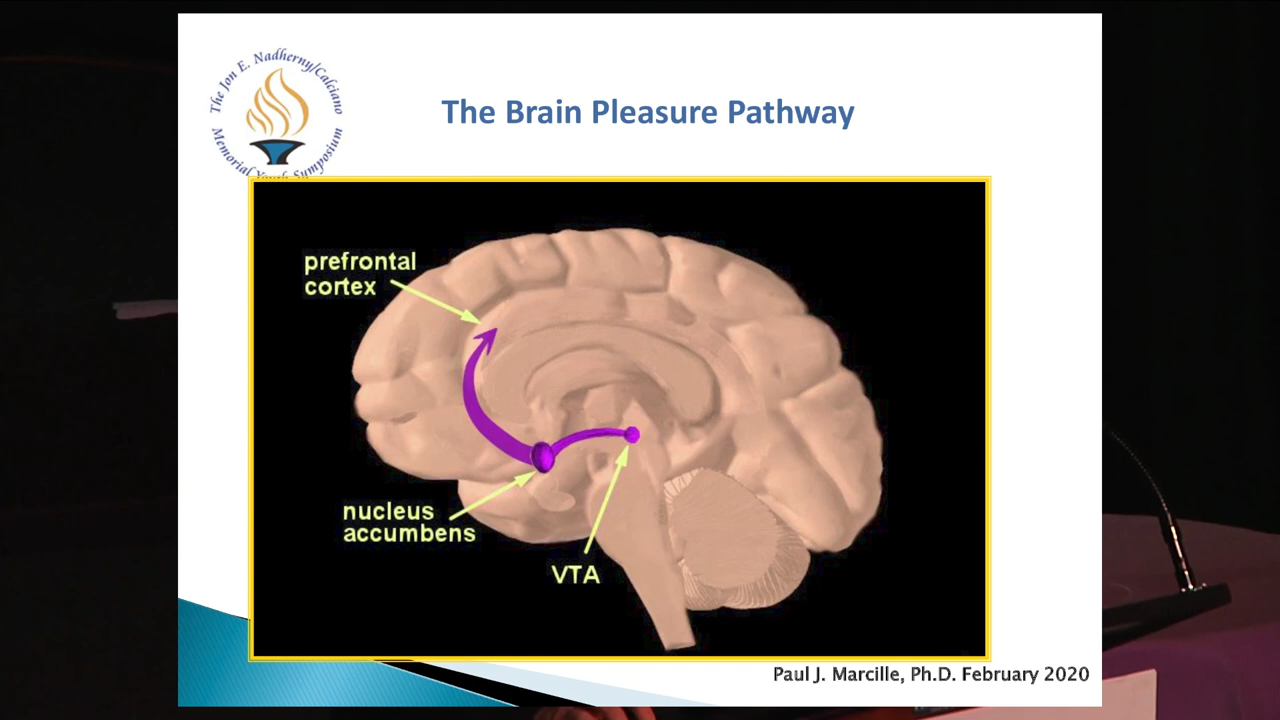 The Jon E. Nadherny/Calciano
Memorial Youth Symposium
The Brain Pleasure Pathway
prefrontal
cortex
nucleus
accumbens
VTA
Paul J. Marcille, Ph.D. February 2020